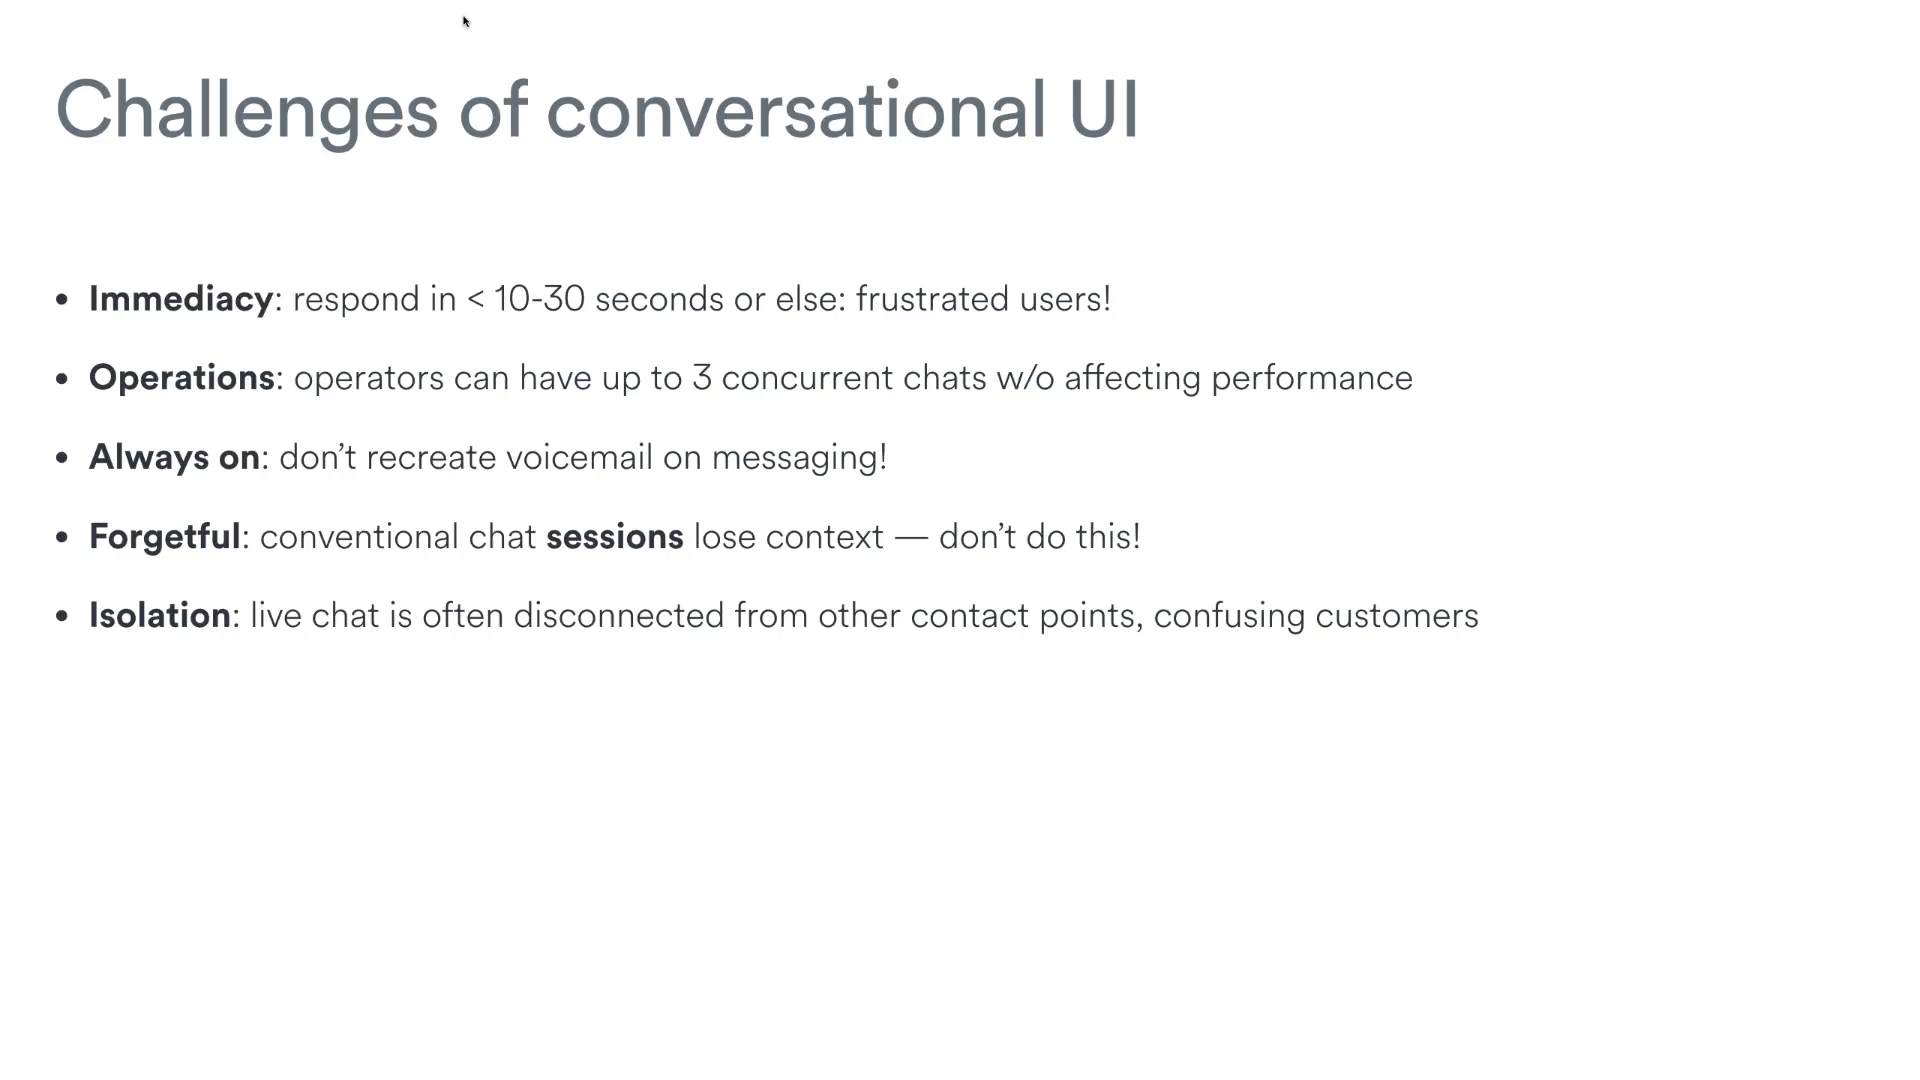 Challenges of conversational UI
• Immediacy: respond in < 10-30 seconds or else: frustrated users!
• Operations: operators can have up to 3 concurrent chats w/o affecting performance
• Always on: don’t recreate voicemail on messaging!
• Forgetful: conventional chat sessions lose context — don’t do this!
• Isolation: live chat is often disconnected from other contact points, confusing customers